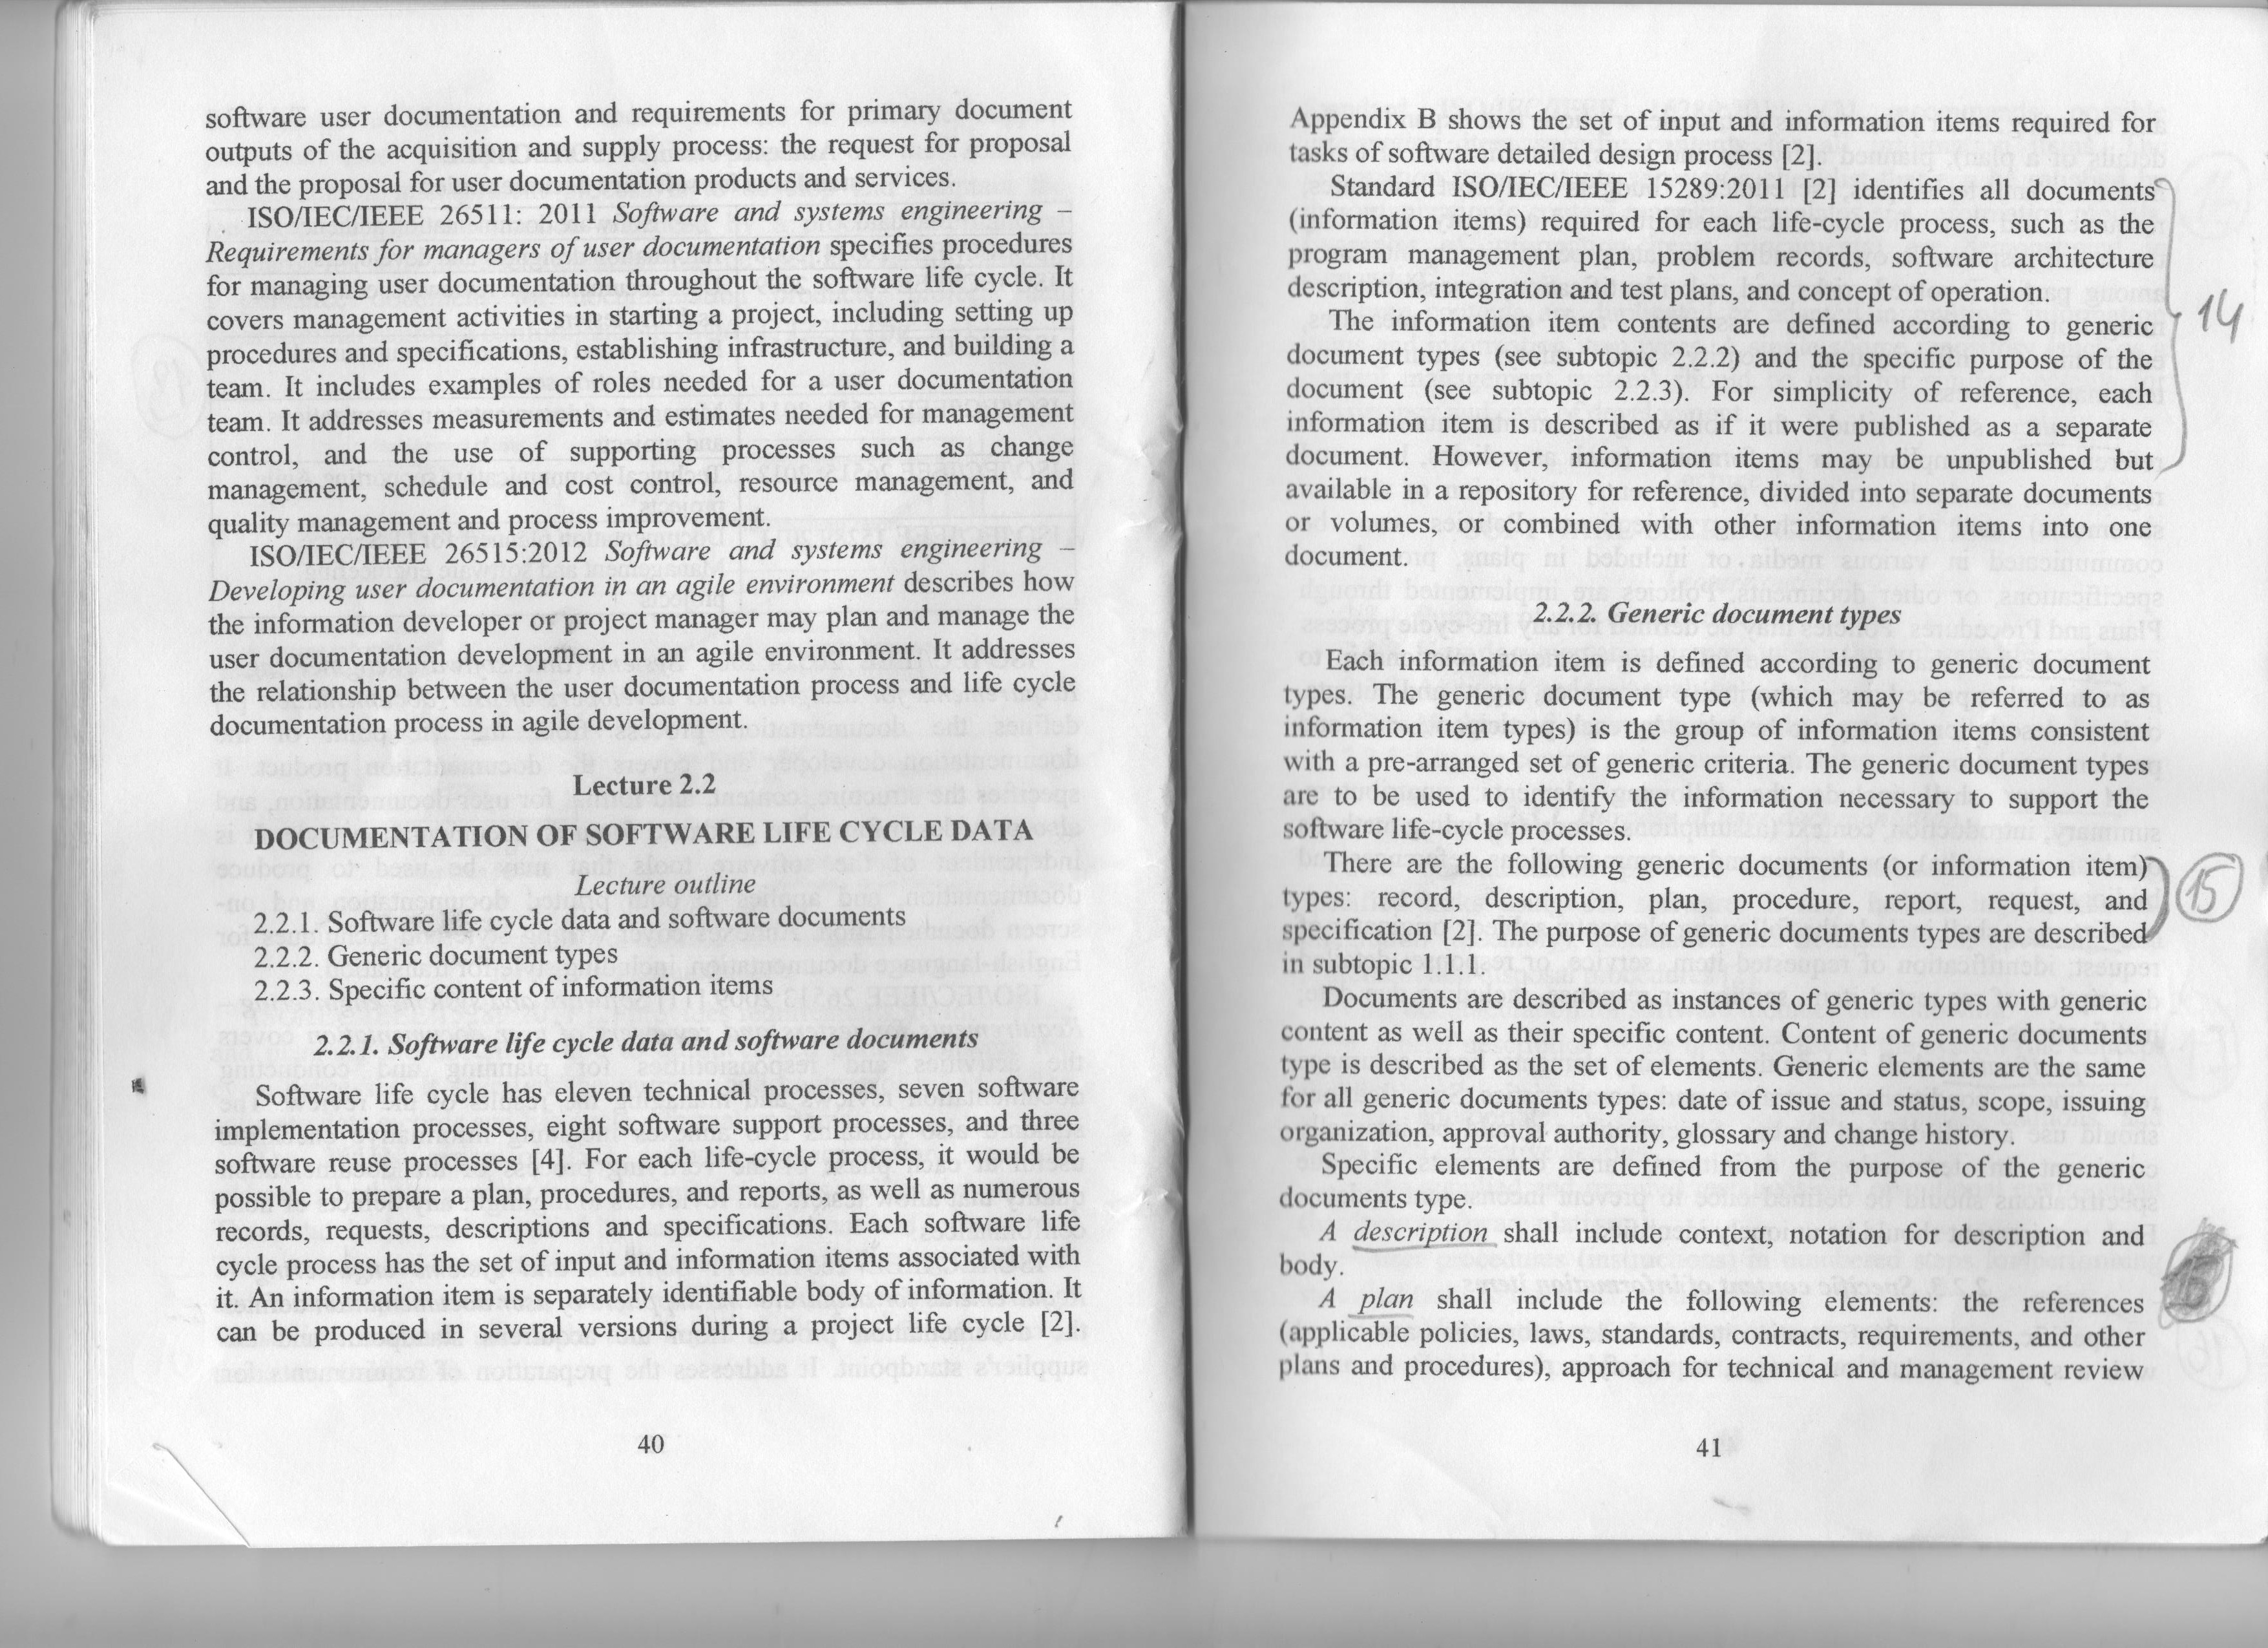 software user documentation and requirements for primary document
outputs of the acquisition and supply process: the request for proposal
and the proposal for user documentation products and services.
ISO/IEC/IEEE 26511: 2011 Software and systems engineering –
Requirements for managers of user documentation specifies procedures
for managing user documentation throughout the software life cycle. It
covers management activities in starting a project, including setting up
procedures and specifications, establishing infrastructure, and building a
team. It includes examples of roles needed for a user documentation
team. It addresses measurements and estimates needed for management
control, and the use of supporting processes such as change
management, schedule and cost control, resource management, and
quality management and process improvement.
ISO/IEC/IEEE 26515:2012 Software and systems engineering –
Developing user documentation in an agile environment describes how
the information developer or project manager may plan and manage the
user documentation development in an agile environment. It addresses
the relationship between the user documentation process and life cycle
documentation process in agile development.
Lecture 2.2
DOCUMENTATION OF SOFTWARE LIFE CYCLE DATA
Lecture outline
2.2.1. Software life cycle data and software documents
2.2.2. Generic document types
2.2.3. Specific content of information items
2.2.1. Software life cycle data and software documents
Software life cycle has eleven technical processes, seven software
implementation processes, eight software support processes, and three
software reuse processes [4]. For each life-cycle process, it would be
possible to prepare a plan, procedures, and reports, as well as numerous
records, requests, descriptions and specifications. Each software life
cycle process has the set of input and information items associated with
it. An information item is separately identifiable body of information. It
can be produced in several versions during a project life cycle [2].
40
Appendix B shows the set of input and information items required for
tasks of software detailed design process [2].
Standard ISO/IEC/IEEE 15289:2011 [2] identifies all documents
(information items) required for each life-cycle process, such as the
program management plan, problem records, software architecture
description, integration and test plans, and concept of operation.
14
The information item contents are defined according to generic
document types (see subtopic 2.2.2) and the specific purpose of the
document (see subtopic 2.2.3). For simplicity of reference, each
information item is described as if it were published as a separate
document. However, information items may be unpublished but
available in a repository for reference, divided into separate documents
or volumes, or combined with other information items into one
document.
2.2.2. Generic document types
Each information item is defined according to generic document
types. The generic document type (which may be referred to as
information item types) is the group of information items consistent
with a pre-arranged set of generic criteria. The generic document types
are to be used to identify the information necessary to support the
software life-cycle processes.
There are the following generic documents (or information item)
types: record, description, plan, procedure, report, request, and
15
specification [2]. The purpose of generic documents types are described
in subtopic 1.1.1.
Documents are described as instances of generic types with generic
content as well as their specific content. Content of generic documents
type is described as the set of elements. Generic elements are the same
for all generic documents types: date of issue and status, scope, issuing
organization, approval authority, glossary and change history.
Specific elements are defined from the purpose of the generic
documents type.
A description shall include context, notation for description and
body.
A plan shall include the following elements: the references
(applicable policies, laws, standards, contracts, requirements, and other
plans and procedures), approach for technical and management review
41